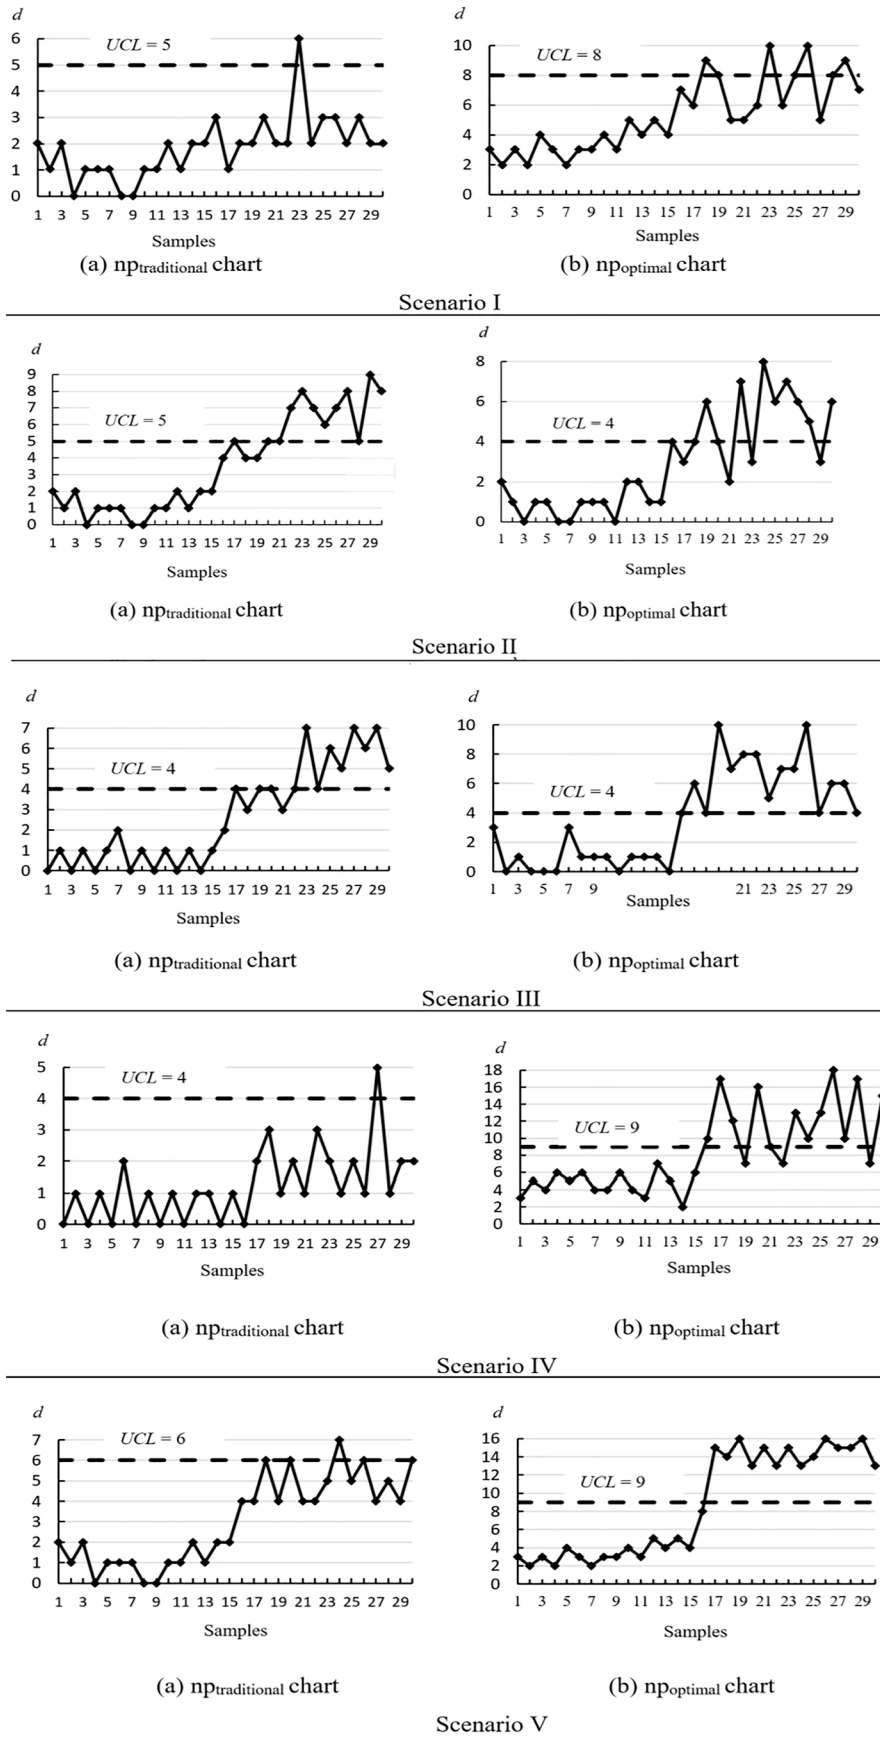 d
UCL = 5
6
5
4
3
2
1
0
1 3 5 7 9 11 13 15 17 19 21 23 25 27 29
Samples
(a) nptraditional chart
d
UCL = 8
10
8
6
4
2
0
1 3 5 7 9 11 13 15 17 19 21 23 25 27 29
Samples
(b) npoptimal chart
Scenario I
d
UCL = 5
9
8
7
6
5
4
3
2
1
0
1 3 5 7 9 11 13 15 17 19 21 23 25 27 29
Samples
(a) nptraditional chart
d
UCL = 4
8
6
4
2
0
1 3 5 7 9 11 13 15 17 19 21 23 25 27 29
Samples
(b) npoptimal chart
Scenario II
d
UCL = 4
7
6
5
4
3
2
1
0
1 3 5 7 9 11 13 15 17 19 21 23 25 27 29
Samples
(a) nptraditional chart
d
UCL = 4
10
8
6
4
2
0
1 3 5 7 9 21 23 25 27 29
Samples
(b) npoptimal chart
Scenario III
d
UCL = 4
5
4
3
2
1
0
1 3 5 7 9 11 13 15 17 19 21 23 25 27 29
Samples
(a) nptraditional chart
d
UCL = 9
18
16
14
12
10
8
6
4
2
0
1 3 5 7 9 11 13 15 17 19 21 23 25 27 29
Samples
(b) npoptimal chart
Scenario IV
d
UCL = 6
7
6
5
4
3
2
1
0
1 3 5 7 9 11 13 15 17 19 21 23 25 27 29
Samples
(a) nptraditional chart
d
UCL = 9
16
14
12
10
8
6
4
2
0
1 3 5 7 9 11 13 15 17 19 21 23 25 27 29
Samples
(b) npoptimal chart
Scenario V